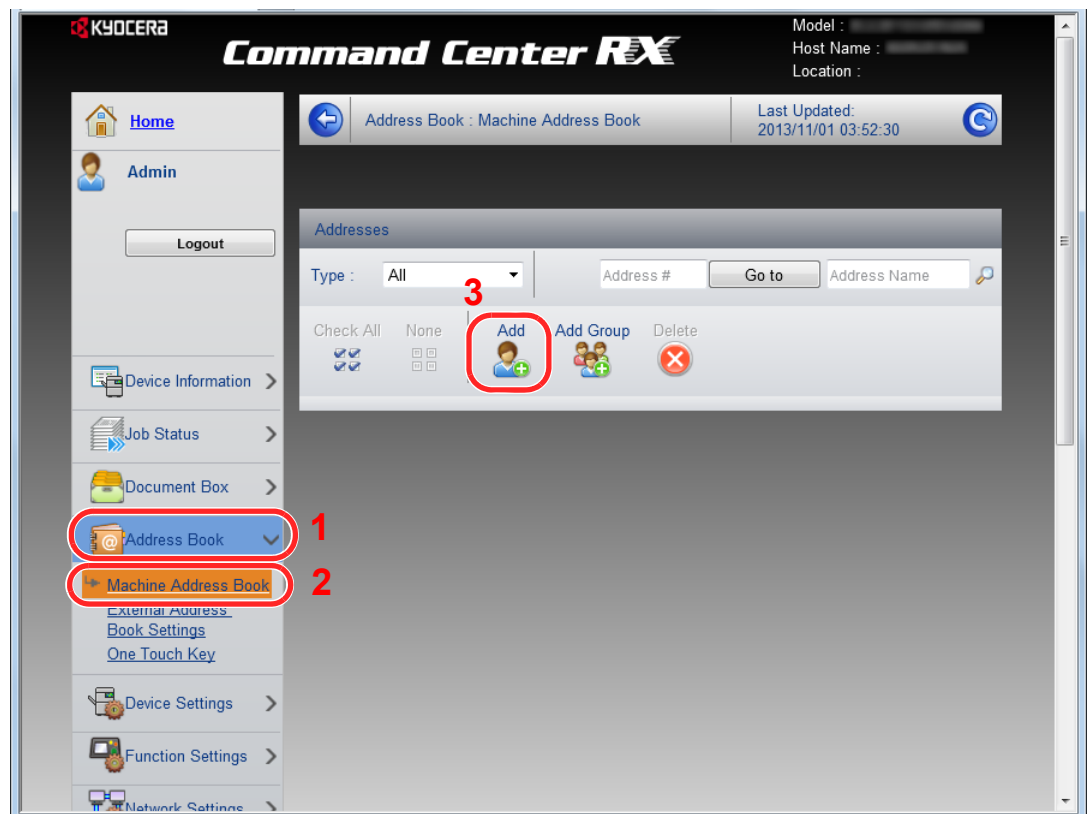 KYOCERA
Command Center RX
Model :
Host Name :
Location :
Home
Admin
Logout
Address Book : Machine Address Book
Last Updated:
2013/11/01 03:52:30
Addresses
Type :
All
Address #
Go to
Address Name
3
Check All
None
Add
Add Group
Delete
Device Information
Job Status
Document Box
Address Book
1
Machine Address Book
2
External Address
Book Settings
One Touch Key
Device Settings
Function Settings
Network Settings